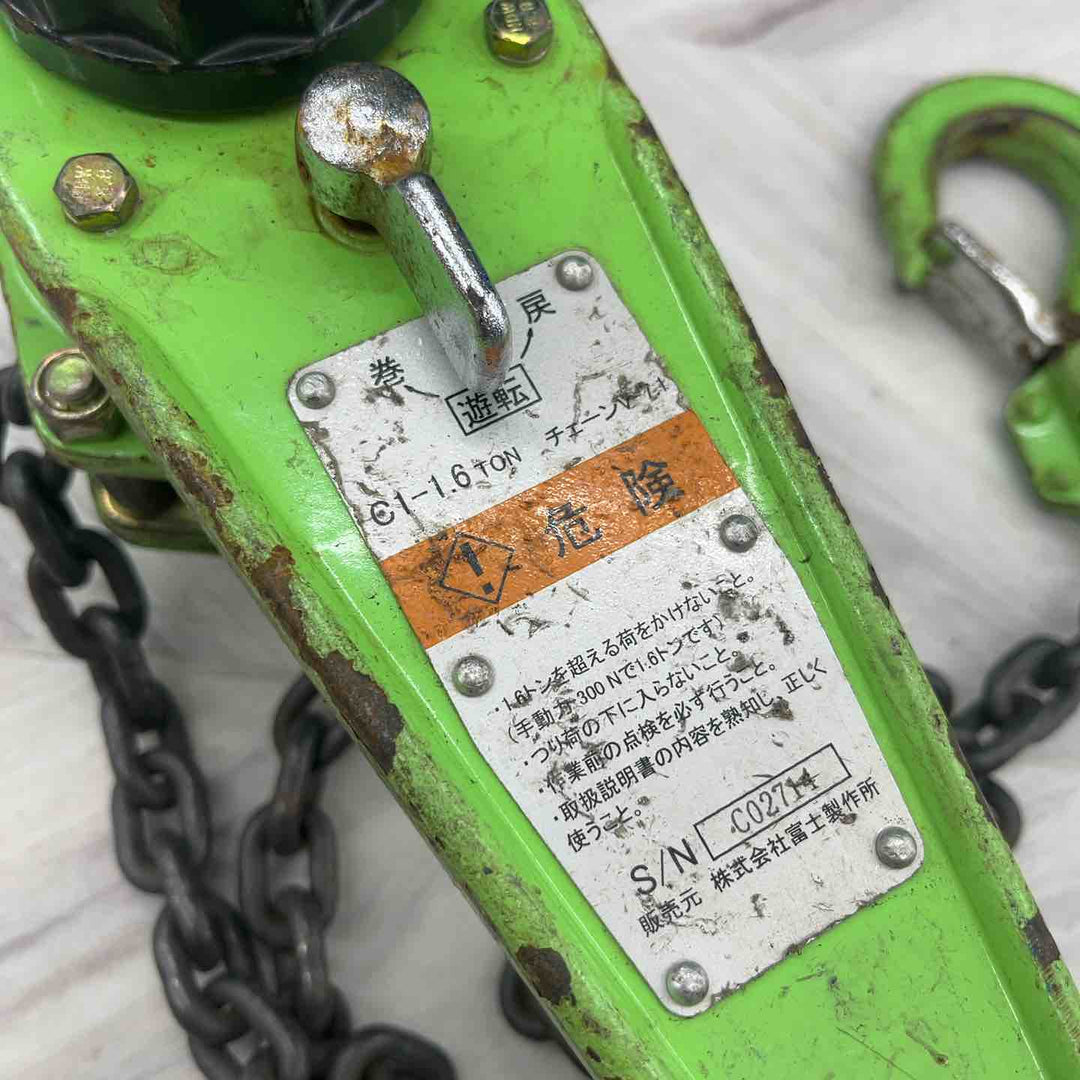 巻
戻
遊転
C1-1.6TON チェーンレバー
危険
・1.6トンを超える荷をかけないこと。
(手動力300Nで1.6トンです)
・つり荷の下に入らないこと。
・作業前の点検を必ず行うこと。
・取扱説明書の内容を熟知し、正しく
使うこと。
S/N C02714
販売元 株式会社富士製作所